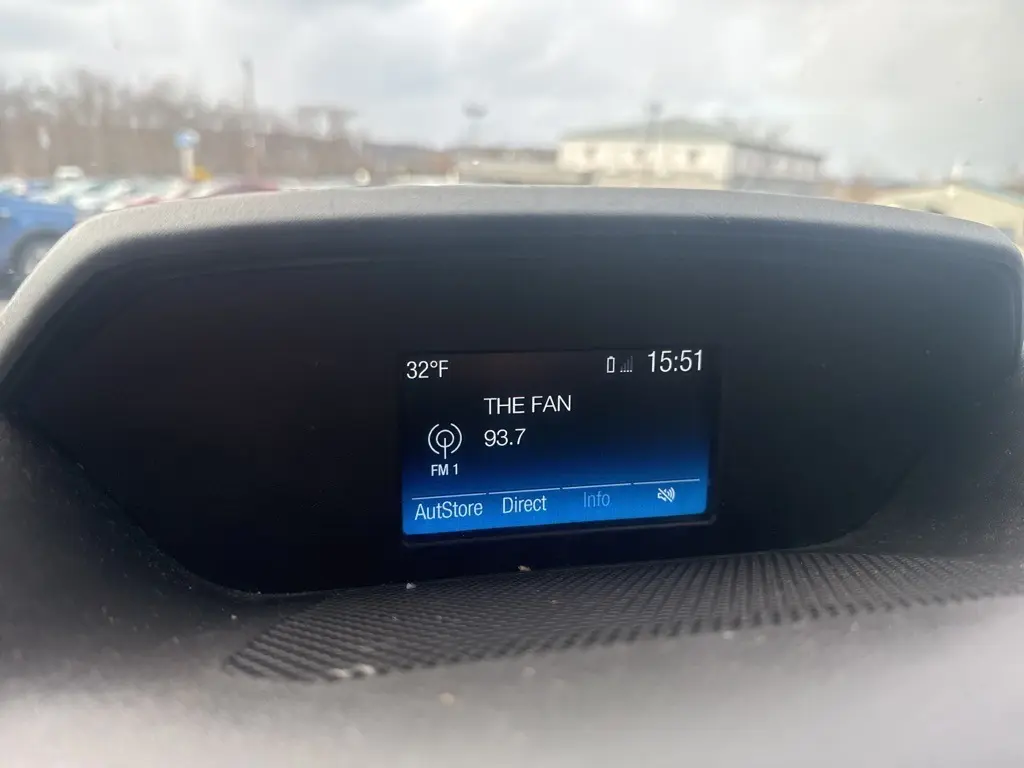 32°F 15:51
THE FAN
93.7
FM 1
AutStore Direct Info